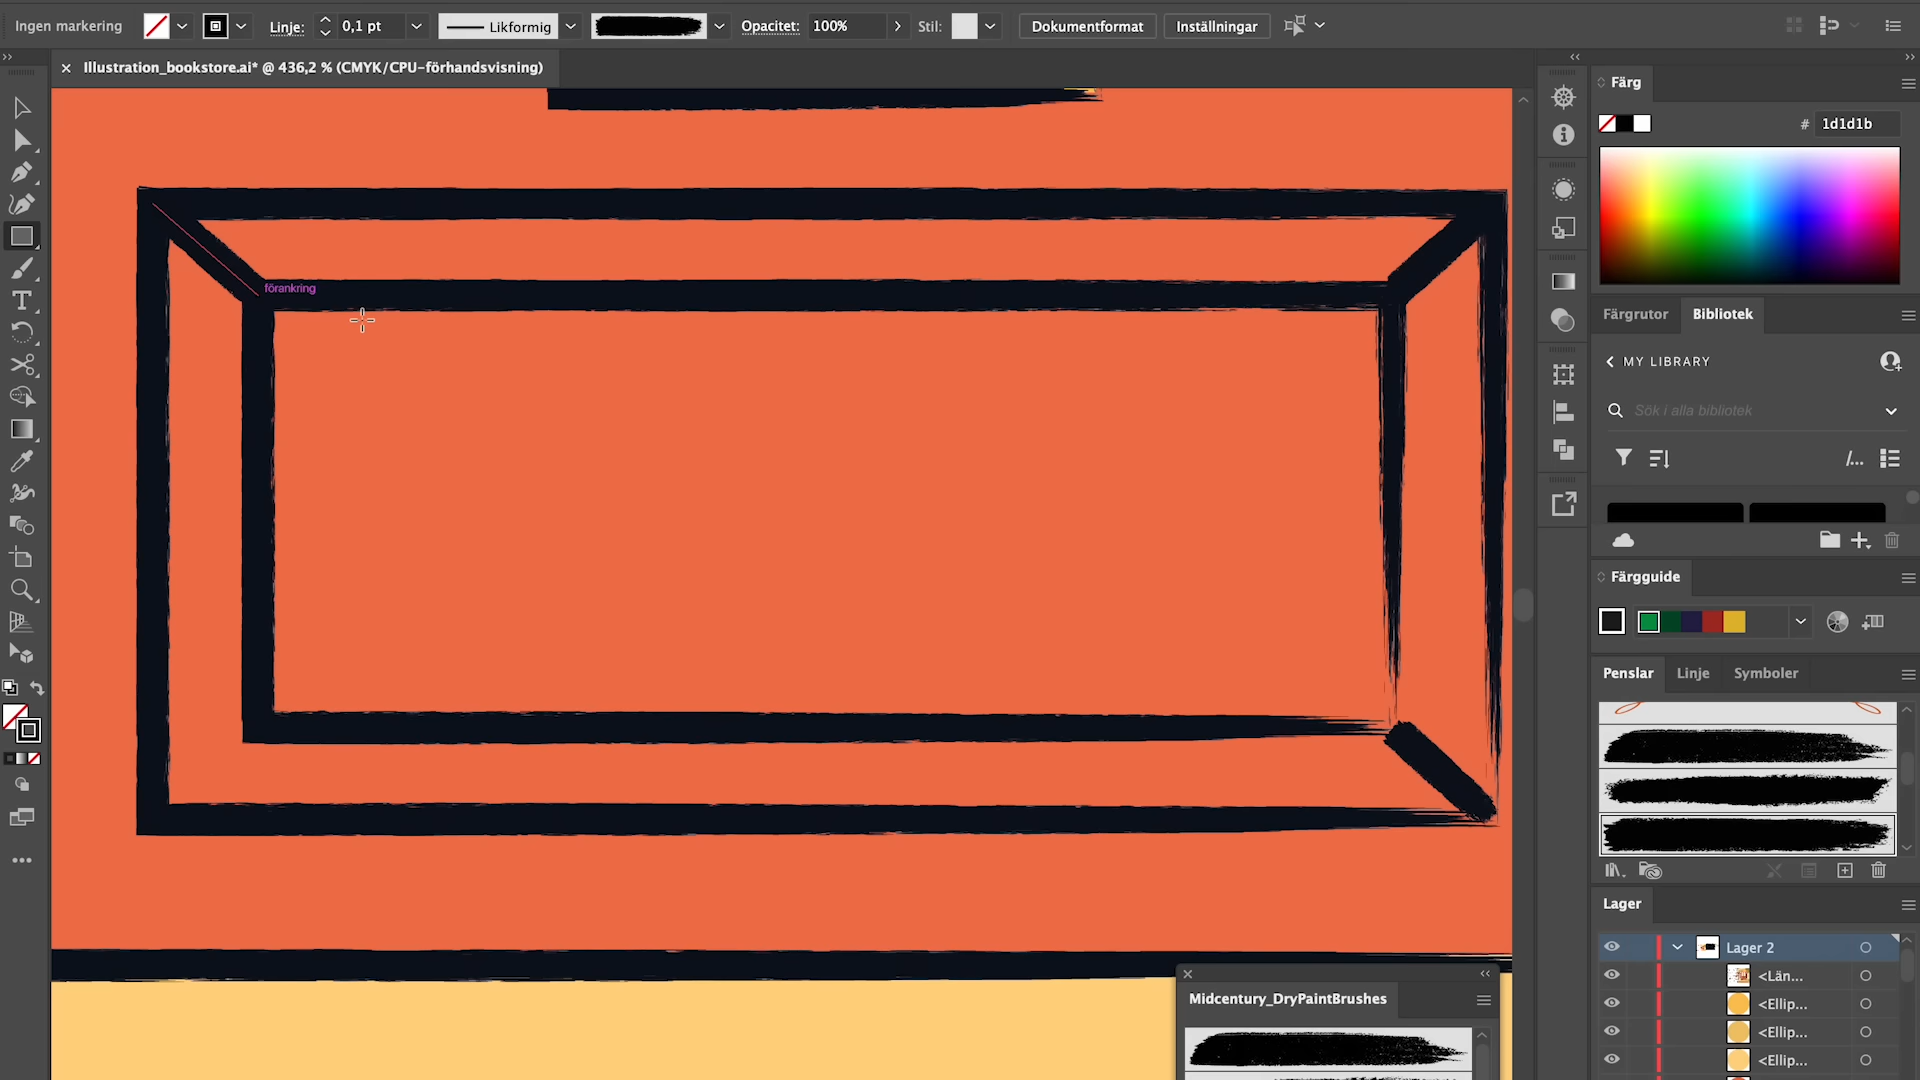 Ingen markering
Linje:
0,1 pt
Likformig
Opacitet:
100%
Stil:
Dokumentformat
Inställningar
Illustration_bookstore.ai* @ 436,2 % (CMYK/CPU-förhandsvisning)
förankring
Färg
# 1d1d1b
Färgrutor
Bibliotek
MY LIBRARY
Sök i alla bibliotek
Färgguide
Penslar
Linje
Symboler
Lager
Lager 2
<Län...
<Ellip...
<Ellip...
<Ellip...
Midcentury_DryPaintBrushes